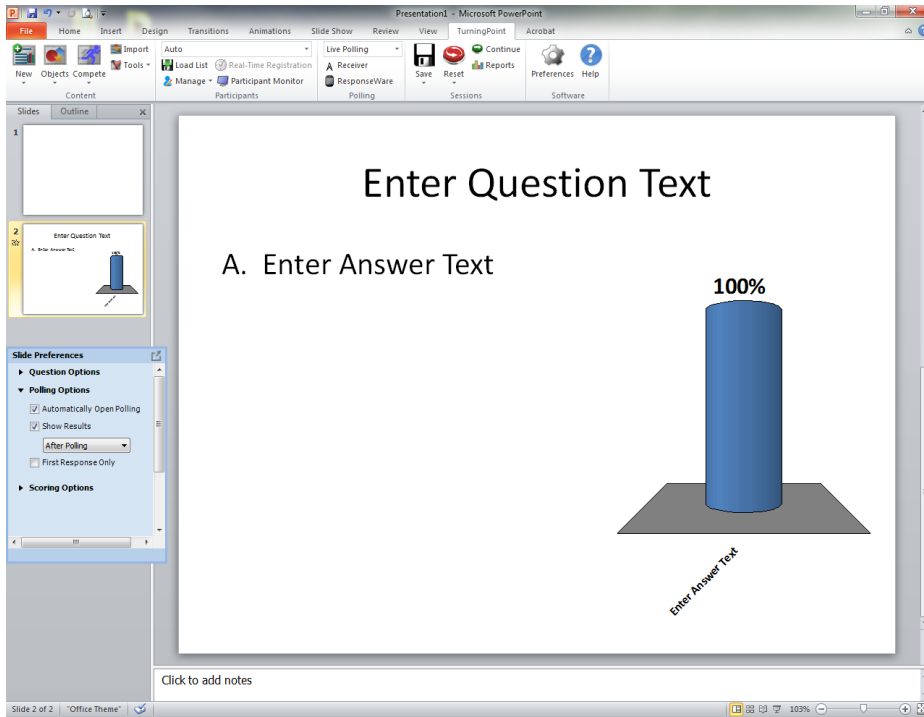 Presentation1 - Microsoft PowerPoint
File Home Insert Design Transitions Animations Slide Show Review View TurningPoint Acrobat
New Objects Compete Import Tools
Content
Auto
Load List Real-Time Registration
Manage Participant Monitor
Participants
Live Polling
Receiver
ResponseWare
Polling
Save Reset Continue Reports
Sessions
Preferences Help
Software
Slides Outline
1
2
Enter Question Text
A. Enter Answer Text
100%
Slide Preferences
Question Options
Polling Options
Automatically Open Polling
Show Results
After Polling
First Response Only
Scoring Options
Enter Question Text
A. Enter Answer Text
100%
Enter Answer Text
Click to add notes
Slide 2 of 2 "Office Theme" 103%